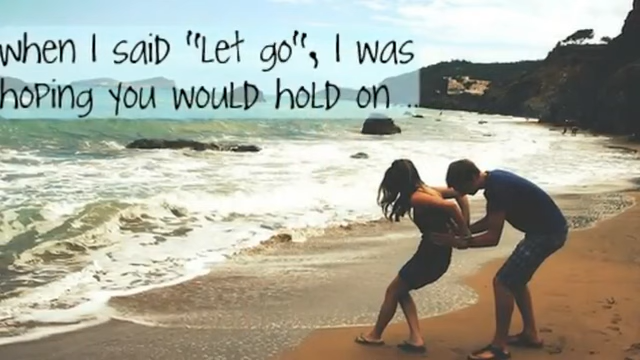 when I said "Let go", I was
hoping you would hold on ...